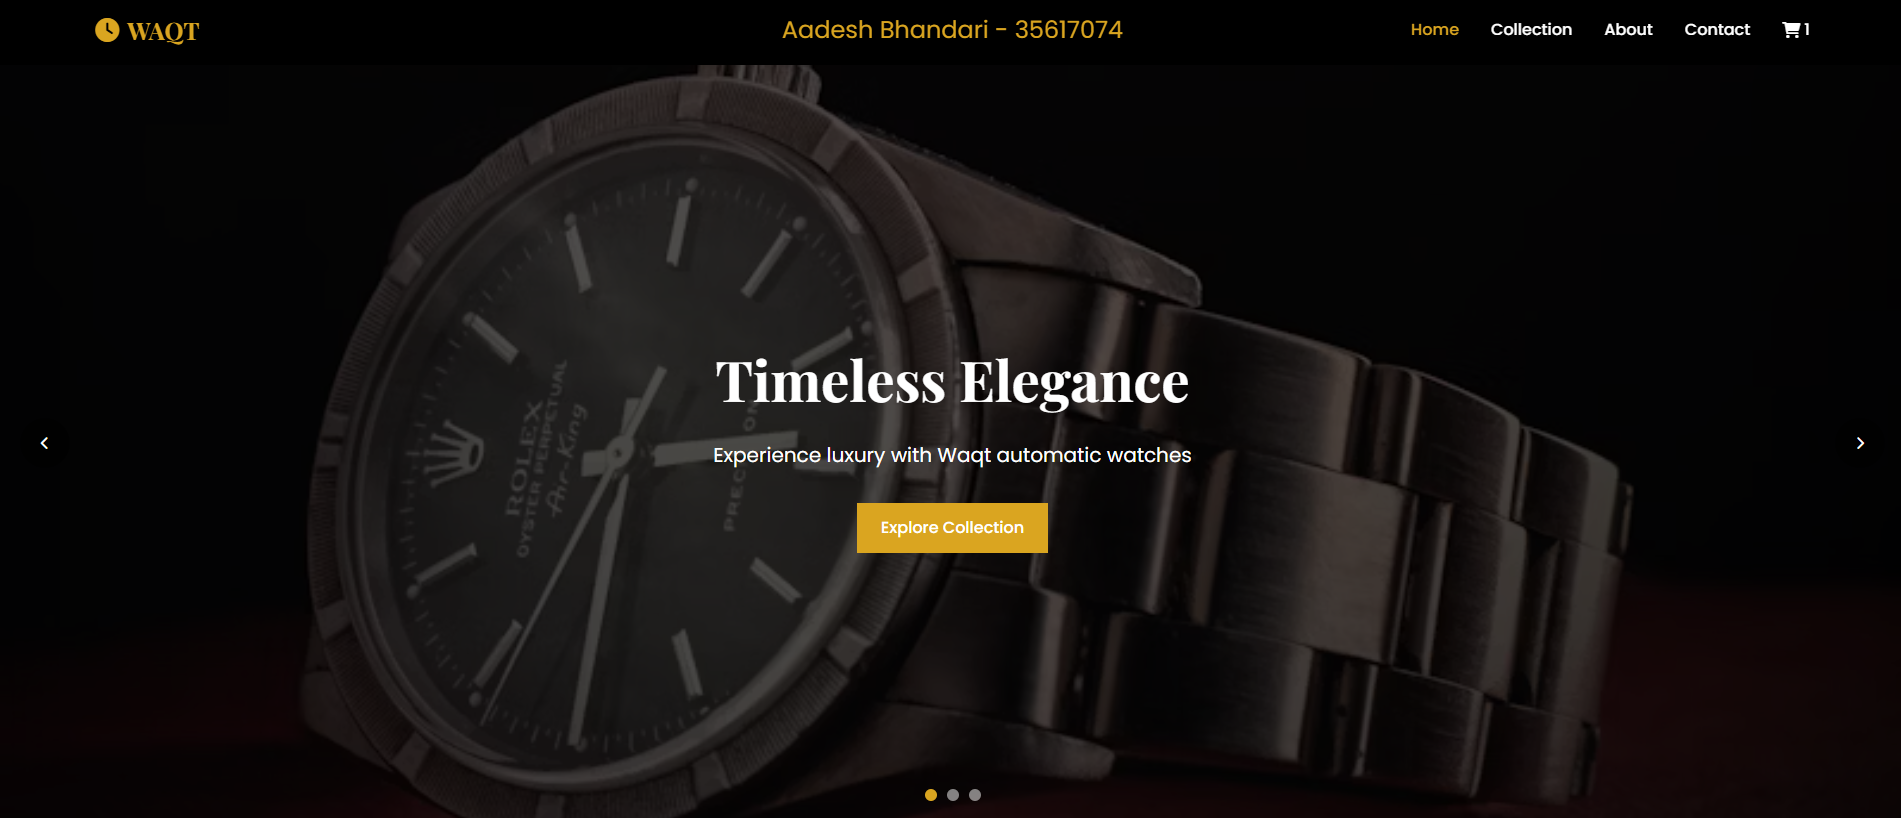 WAQT
Aadesh Bhandari - 35617074
Home
Collection
About
Contact
1
ROLEX
OYSTER PERPETUAL
Air-King
PRECISION
Timeless Elegance
Experience luxury with Waqt automatic watches
Explore Collection